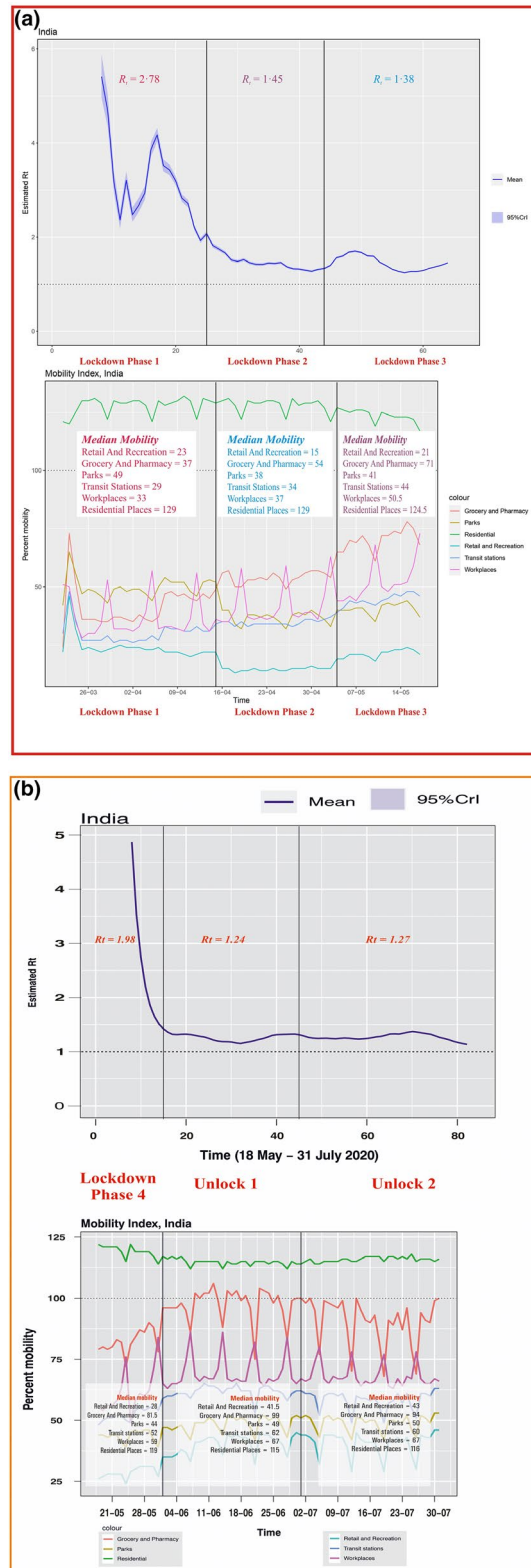 (a)
India
6
4
2
0
Estimated Rt
Rt = 2·78
Rt = 1·45
Rt = 1·38
Mean
95%CrI
0
20
40
60
Lockdown Phase 1
Lockdown Phase 2
Lockdown Phase 3
Mobility Index, India
Percent mobility
100
50
Median Mobility
Retail And Recreation = 23
Grocery And Pharmacy = 37
Parks = 49
Transit Stations = 29
Workplaces = 33
Residential Places = 129
Median Mobility
Retail And Recreation = 15
Grocery And Pharmacy = 54
Parks = 38
Transit Stations = 34
Workplaces = 37
Residential Places = 129
Median Mobility
Retail And Recreation = 21
Grocery And Pharmacy = 71
Parks = 41
Transit Stations = 44
Workplaces = 50.5
Residential Places = 124.5
colour
Grocery and Pharmacy
Parks
Residential
Retail and Recreation
Transit stations
Workplaces
26-03
02-04
09-04
16-04
23-04
30-04
07-05
14-05
Time
Lockdown Phase 1
Lockdown Phase 2
Lockdown Phase 3
(b)
Mean
95%CrI
India
5
4
3
2
1
0
Estimated Rt
Rt = 1.98
Rt = 1.24
Rt = 1.27
0
20
40
60
80
Time (18 May – 31 July 2020)
Lockdown
Phase 4
Unlock 1
Unlock 2
Mobility Index, India
Percent mobility
125
100
75
50
25
Median mobility
Retail And Recreation = 28
Grocery And Pharmacy = 81.5
Parks = 44
Transit stations = 52
Workplaces = 59
Residential Places = 119
Median mobility
Retail And Recreation = 41.5
Grocery And Pharmacy = 99
Parks = 49
Transit stations = 62
Workplaces = 67
Residential Places = 115
Median mobility
Retail And Recreation = 43
Grocery And Pharmacy = 94
Parks = 50
Transit stations = 60
Workplaces = 67
Residential Places = 116
21-05
28-05
04-06
11-06
18-06
25-06
02-07
09-07
16-07
23-07
30-07
Time
colour
Grocery and Pharmacy
Parks
Residential
Retail and Recreation
Transit stations
Workplaces